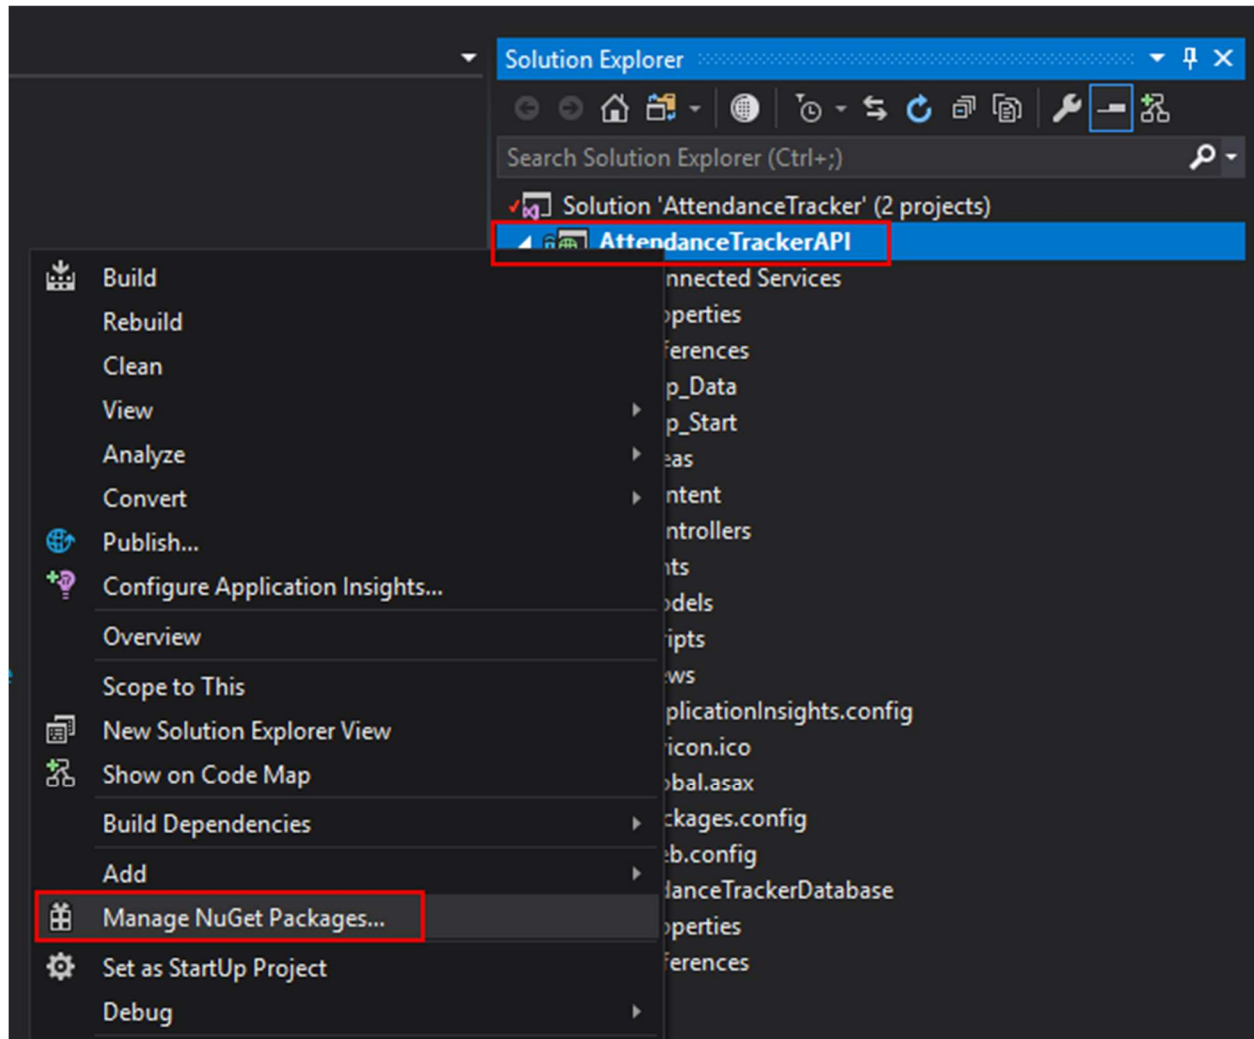 Solution Explorer
Search Solution Explorer (Ctrl+;)
Solution 'AttendanceTracker' (2 projects)
AttendanceTrackerAPI
nnected Services
perties
ferences
p_Data
p_Start
eas
ntent
ntrollers
nts
dels
ipts
ws
plicationInsights.config
icon.ico
bal.asax
ckages.config
eb.config
danceTrackerDatabase
perties
ferences
Build
Rebuild
Clean
View
Analyze
Convert
Publish...
Configure Application Insights...
Overview
Scope to This
New Solution Explorer View
Show on Code Map
Build Dependencies
Add
Manage NuGet Packages...
Set as StartUp Project
Debug